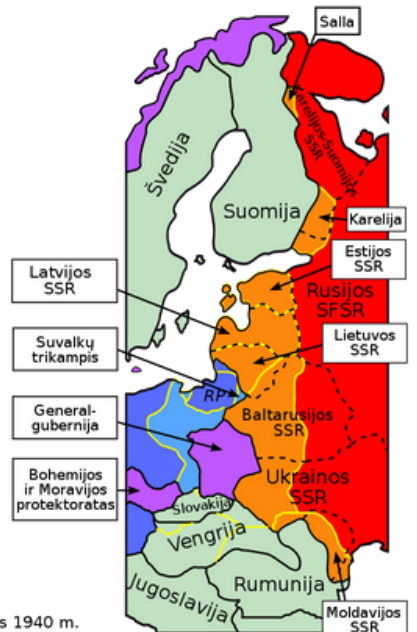 Salla
Karelijos-Suomijos
SSR
Švedija
Suomija
Karelija
Estijos
SSR
Latvijos
SSR
Rusijos
SFSR
Lietuvos
SSR
Suvalkų
trikampis
RP
General-
gubernija
Baltarusijos
SSR
Bohemijos
ir Moravijos
protektoratas
Ukrainos
SSR
Slovakija
Vengrija
Rumunija
Jugoslavija
Moldavijos
SSR
s 1940 m.